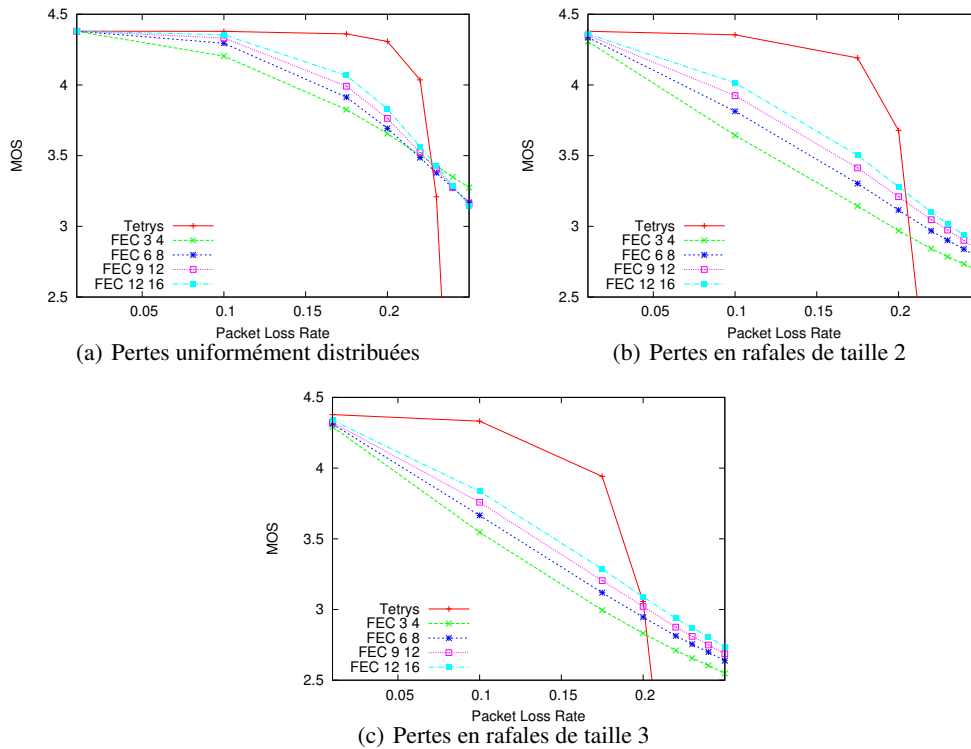 4.5
4
3.5
3
2.5
MOS
Tetrys
FEC 3 4
FEC 6 8
FEC 9 12
FEC 12 16
0.05
0.1
0.15
0.2
Packet Loss Rate
(a) Pertes uniformément distribuées
4.5
4
3.5
3
2.5
MOS
Tetrys
FEC 3 4
FEC 6 8
FEC 9 12
FEC 12 16
0.05
0.1
0.15
0.2
Packet Loss Rate
(b) Pertes en rafales de taille 2
4.5
4
3.5
3
2.5
MOS
Tetrys
FEC 3 4
FEC 6 8
FEC 9 12
FEC 12 16
0.05
0.1
0.15
0.2
Packet Loss Rate
(c) Pertes en rafales de taille 3